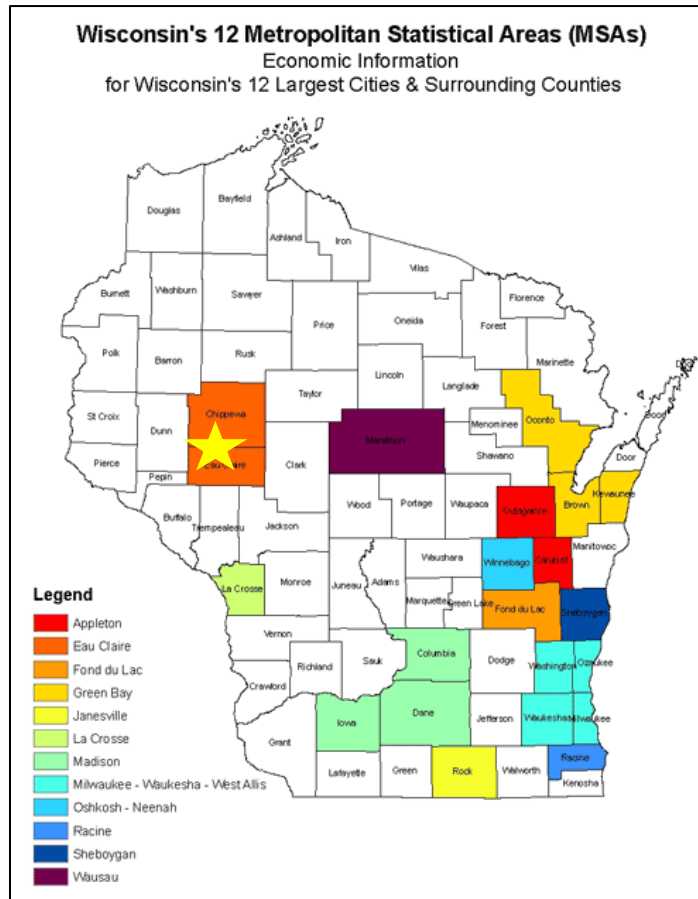 Wisconsin's 12 Metropolitan Statistical Areas (MSAs)
Economic Information
for Wisconsin's 12 Largest Cities & Surrounding Counties
Douglas
Bayfield
Ashland
Iron
Vilas
Burnett
Washburn
Sawyer
Florence
Price
Oneida
Forest
Polk
Barron
Rusk
Marinette
Lincoln
Langlade
Taylor
St Croix
Chippewa
Dunn
Oconto
Door
Menominee
Marathon
Shawano
Door
Pierce
Eau Claire
Clark
Pepin
Kewaunee
Brown
Outagamie
Wood
Portage
Waupaca
Buffalo
Trempealeau
Jackson
Manitowoc
Waushara
Winnebago
Calumet
La Crosse
Monroe
Juneau
Adams
Marquette
Green Lake
Fond du Lac
Sheboygan
Vernon
Richland
Sauk
Columbia
Dodge
Washington
Ozaukee
Crawford
Iowa
Dane
Jefferson
Waukesha
Milwaukee
Grant
Lafayette
Green
Rock
Walworth
Racine
Kenosha
Legend
Appleton
Eau Claire
Fond du Lac
Green Bay
Janesville
La Crosse
Madison
Milwaukee - Waukesha - West Allis
Oshkosh - Neenah
Racine
Sheboygan
Wausau